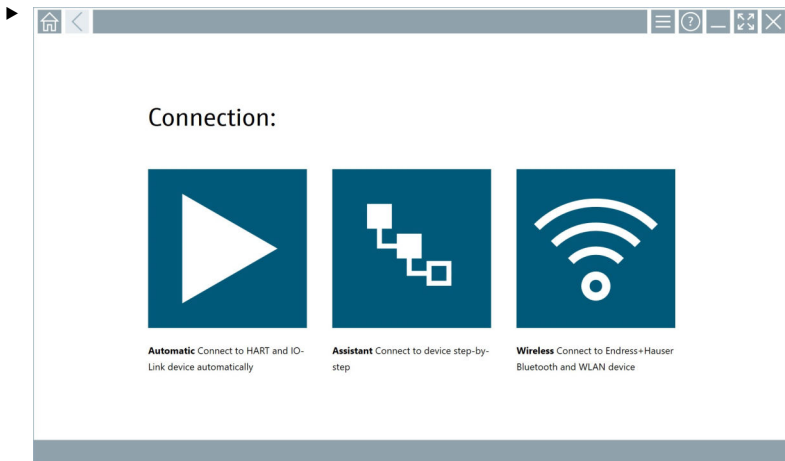 Connection:
Automatic Connect to HART and IO-
Link device automatically
Assistant Connect to device step-by-
step
Wireless Connect to Endress+Hauser
Bluetooth and WLAN device